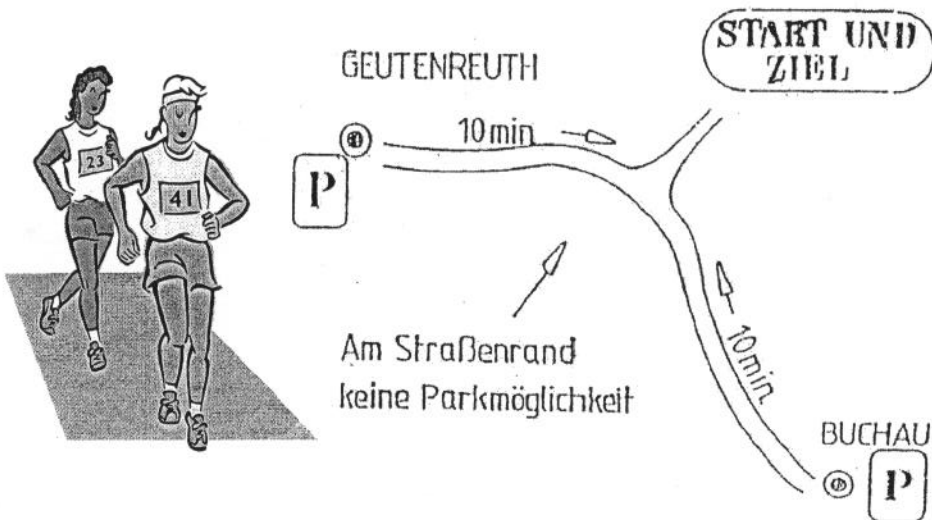 START UND
ZIEL
GEUTENREUTH
10 min
23
P
41
Am Straßenrand
keine Parkmöglichkeit
10 min
BUCHAU
P